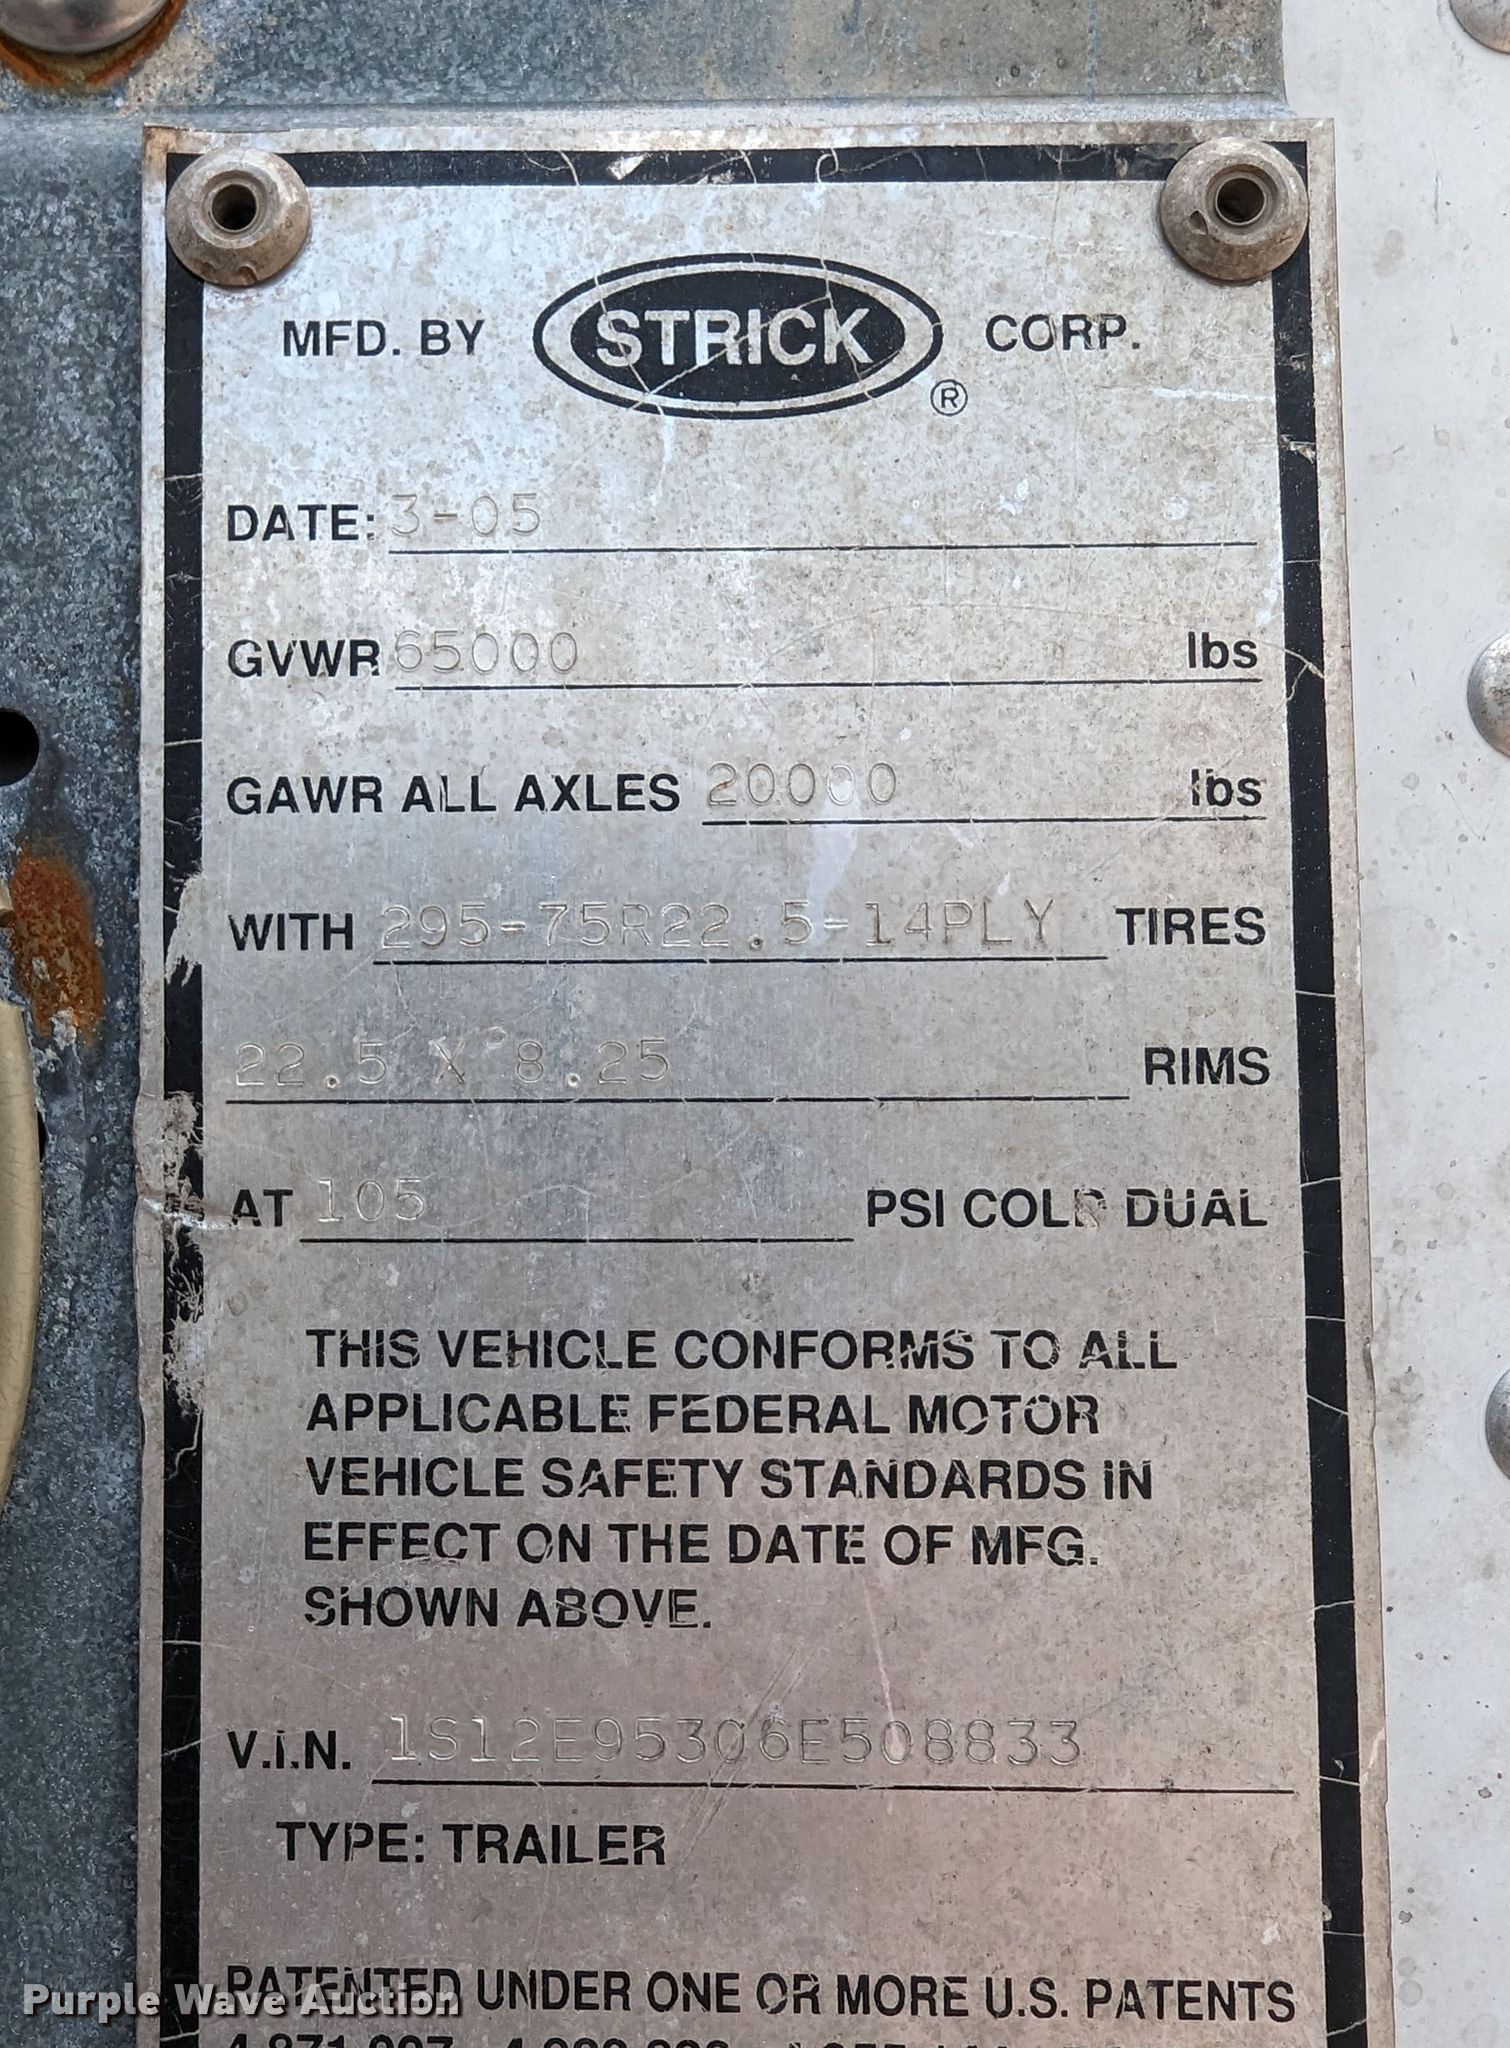 MFD. BY STRICK ® CORP.
DATE: 3-05
GVWR 65000 lbs
GAWR ALL AXLES 20000 lbs
WITH 295-75R22.5-14PLY TIRES
22.5 X 8.25 RIMS
AT 105 PSI COLD DUAL
THIS VEHICLE CONFORMS TO ALL
APPLICABLE FEDERAL MOTOR
VEHICLE SAFETY STANDARDS IN
EFFECT ON THE DATE OF MFG.
SHOWN ABOVE.
V.I.N. 1S12E95306E508833
TYPE: TRAILER
PATENTED UNDER ONE OR MORE U.S. PATENTS
Purple Wave Auction